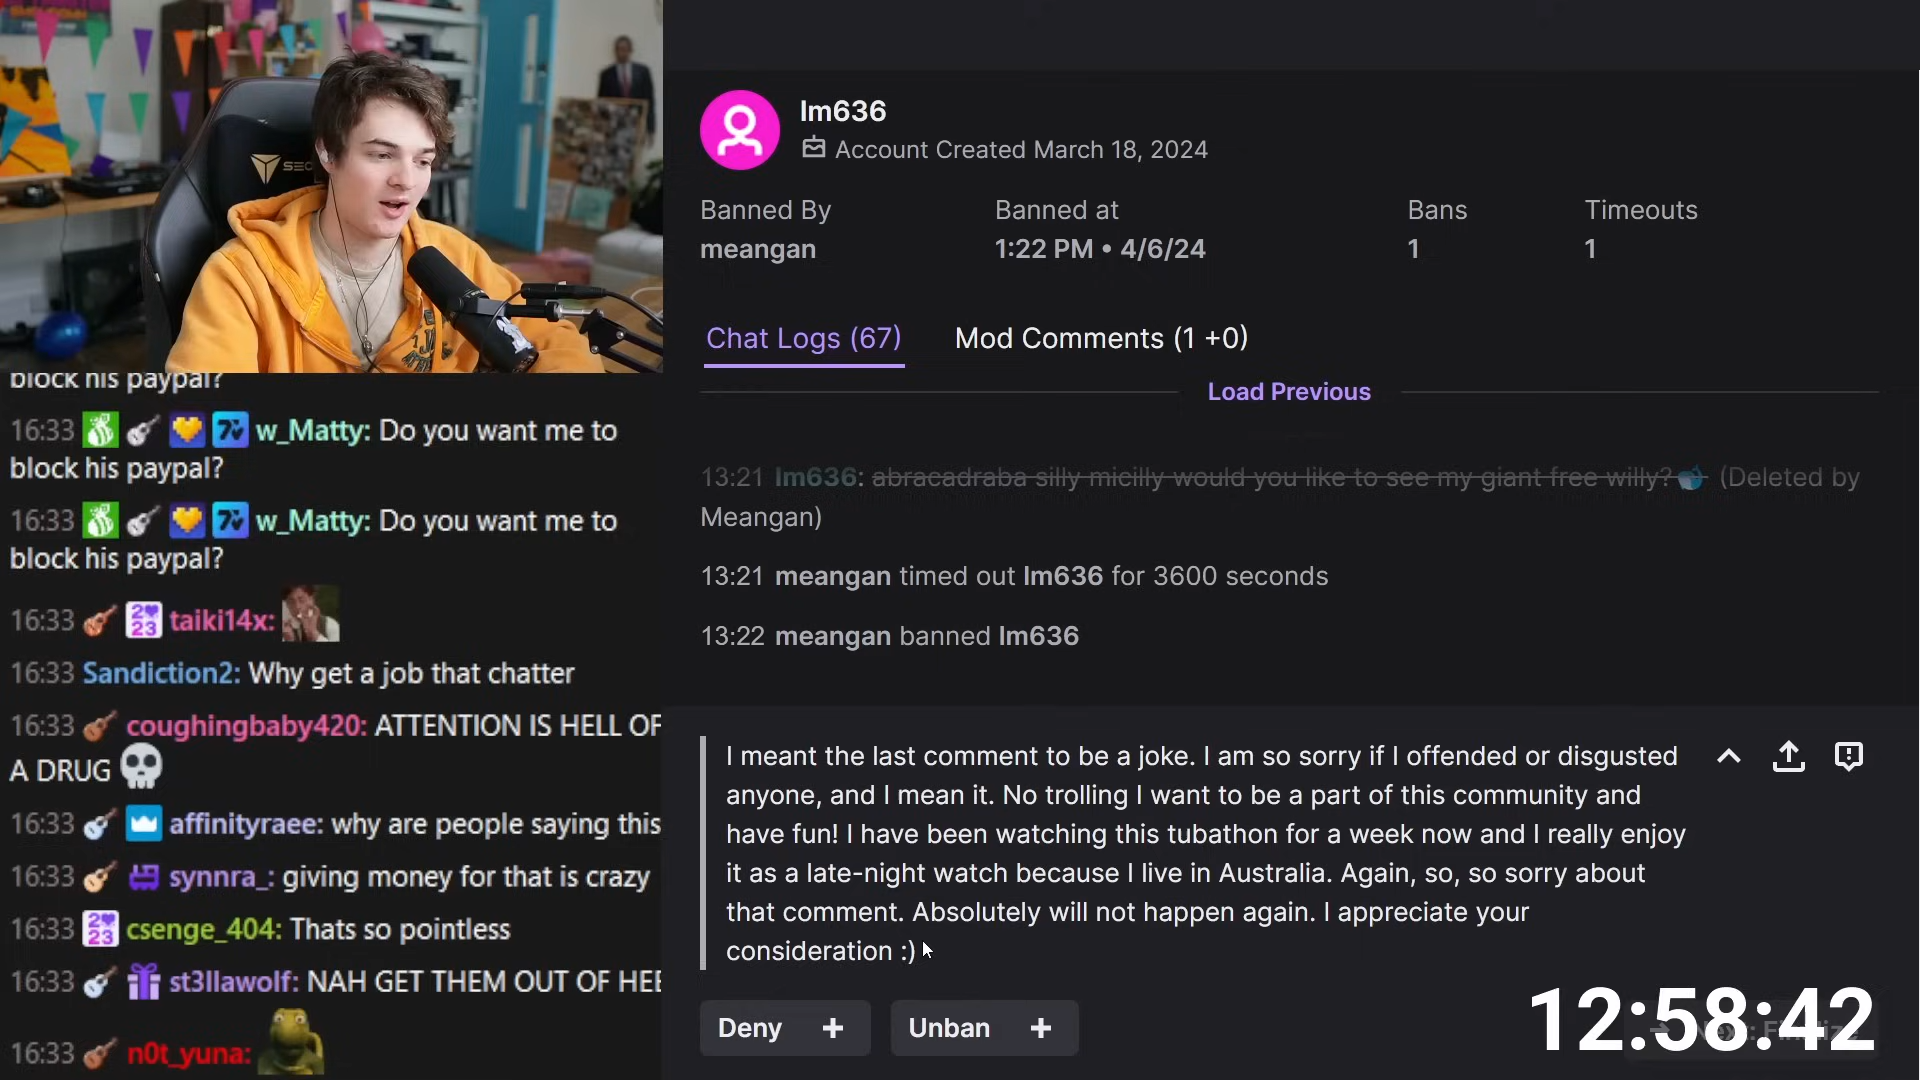 lm636
Account Created March 18, 2024
Banned By
Banned at
Bans
Timeouts
meangan
1:22 PM • 4/6/24
1
1
Chat Logs (67)
Mod Comments (1 +0)
Load Previous
13:21 lm636: abracadraba silly micilly would you like to see my giant free willy? (Deleted by
Meangan)
13:21 meangan timed out lm636 for 3600 seconds
13:22 meangan banned lm636
I meant the last comment to be a joke. I am so sorry if I offended or disgusted
anyone, and I mean it. No trolling I want to be a part of this community and
have fun! I have been watching this tubathon for a week now and I really enjoy
it as a late-night watch because I live in Australia. Again, so, so sorry about
that comment. Absolutely will not happen again. I appreciate your
consideration :)
Deny +
Unban +
12:58:42
block his paypal?
16:33 w_Matty: Do you want me to
block his paypal?
16:33 w_Matty: Do you want me to
block his paypal?
16:33 2023 taiki14x:
16:33 Sandiction2: Why get a job that chatter
16:33 coughingbaby420: ATTENTION IS HELL OF
A DRUG
16:33 affinityraee: why are people saying this
16:33 synnra_: giving money for that is crazy
16:33 2023 csenge_404: Thats so pointless
16:33 st3llawolf: NAH GET THEM OUT OF HEE
16:33 n0t_yuna: